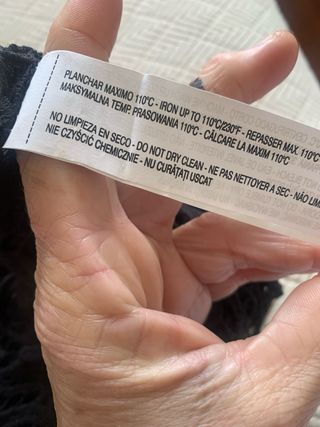 PLANCHAR MAXIMO 110°C - IRON UP TO 110°C/230°F - REPASSER MAX. 110°C
MAKSYMALNA TEMP. PRASOWANIA 110°C - CĂLCARE LA MAXIM 110°C
NO LIMPIEZA EN SECO - DO NOT DRY CLEAN - NE PAS NETTOYER A SEC - NÃO LIM
NIE CZYŚCIĆ CHEMICZNIE - NU CURĂȚAȚI USCAT